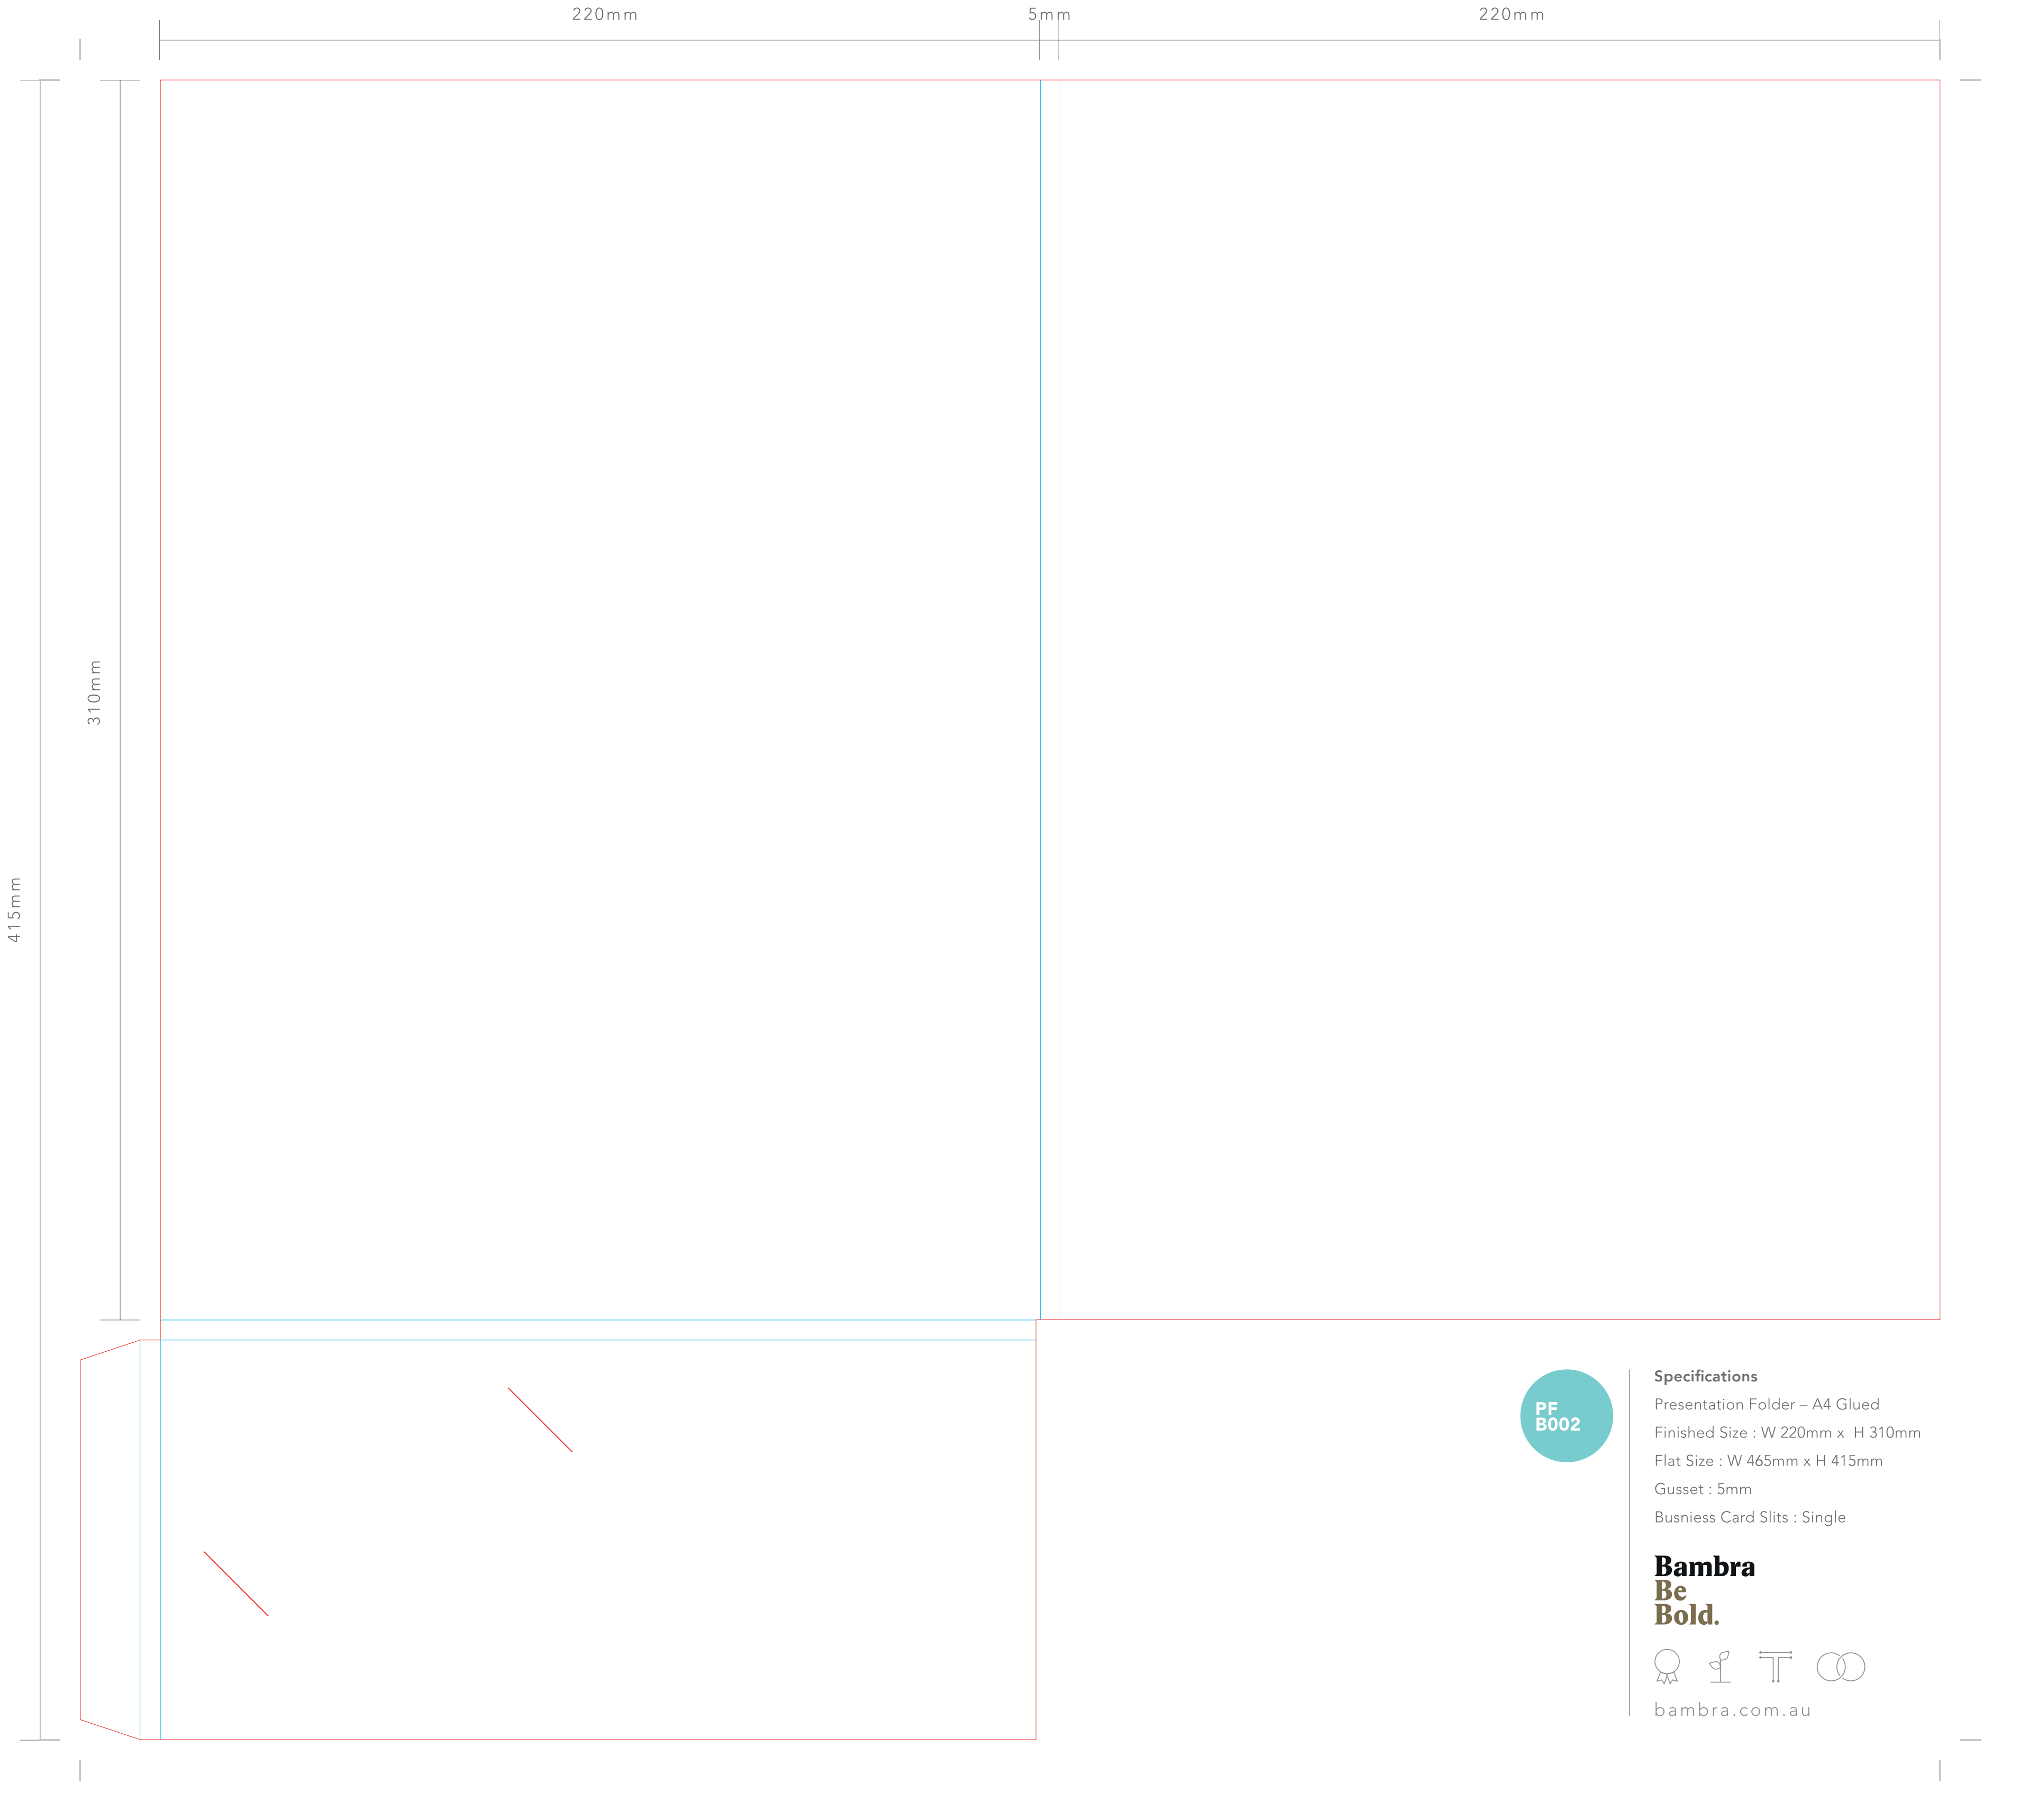 220mm
5mm
220mm
310mm
415mm
PF
B002
Specifications
Presentation Folder – A4 Glued
Finished Size : W 220mm x H 310mm
Flat Size : W 465mm x H 415mm
Gusset : 5mm
Busniess Card Slits : Single
Bambra
Be
Bold.
bambra.com.au